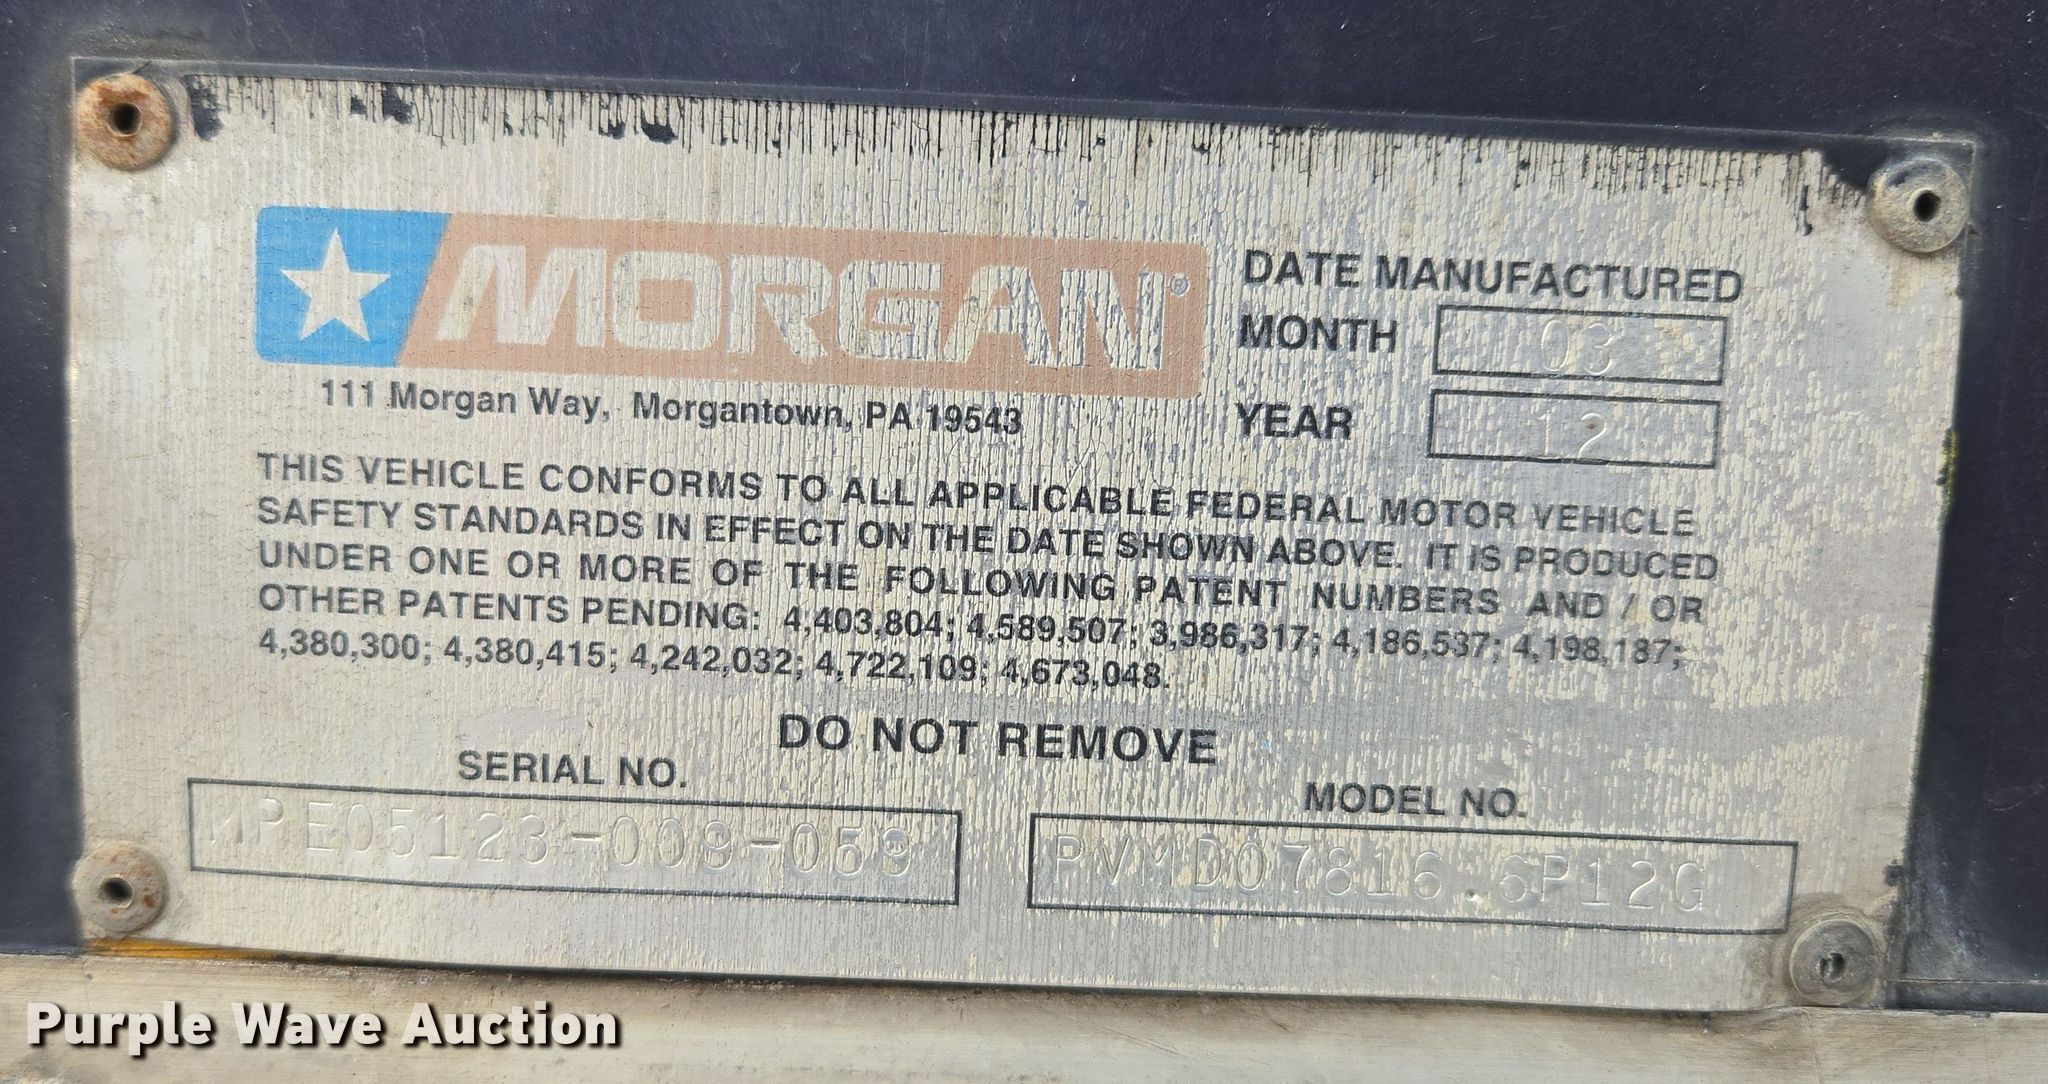 MORGAN®
111 Morgan Way, Morgantown, PA 19543
DATE MANUFACTURED
MONTH 03
YEAR 12
THIS VEHICLE CONFORMS TO ALL APPLICABLE FEDERAL MOTOR VEHICLE
SAFETY STANDARDS IN EFFECT ON THE DATE SHOWN ABOVE. IT IS PRODUCED
UNDER ONE OR MORE OF THE FOLLOWING PATENT NUMBERS AND / OR
OTHER PATENTS PENDING: 4,403,804; 4,589,507; 3,986,317; 4,186,537; 4,198,187;
4,380,300; 4,380,415; 4,242,032; 4,722,109; 4,673,048.
DO NOT REMOVE
SERIAL NO.
MPE05123-009-059
MODEL NO.
PVMD07816.6P12G
Purple Wave Auction